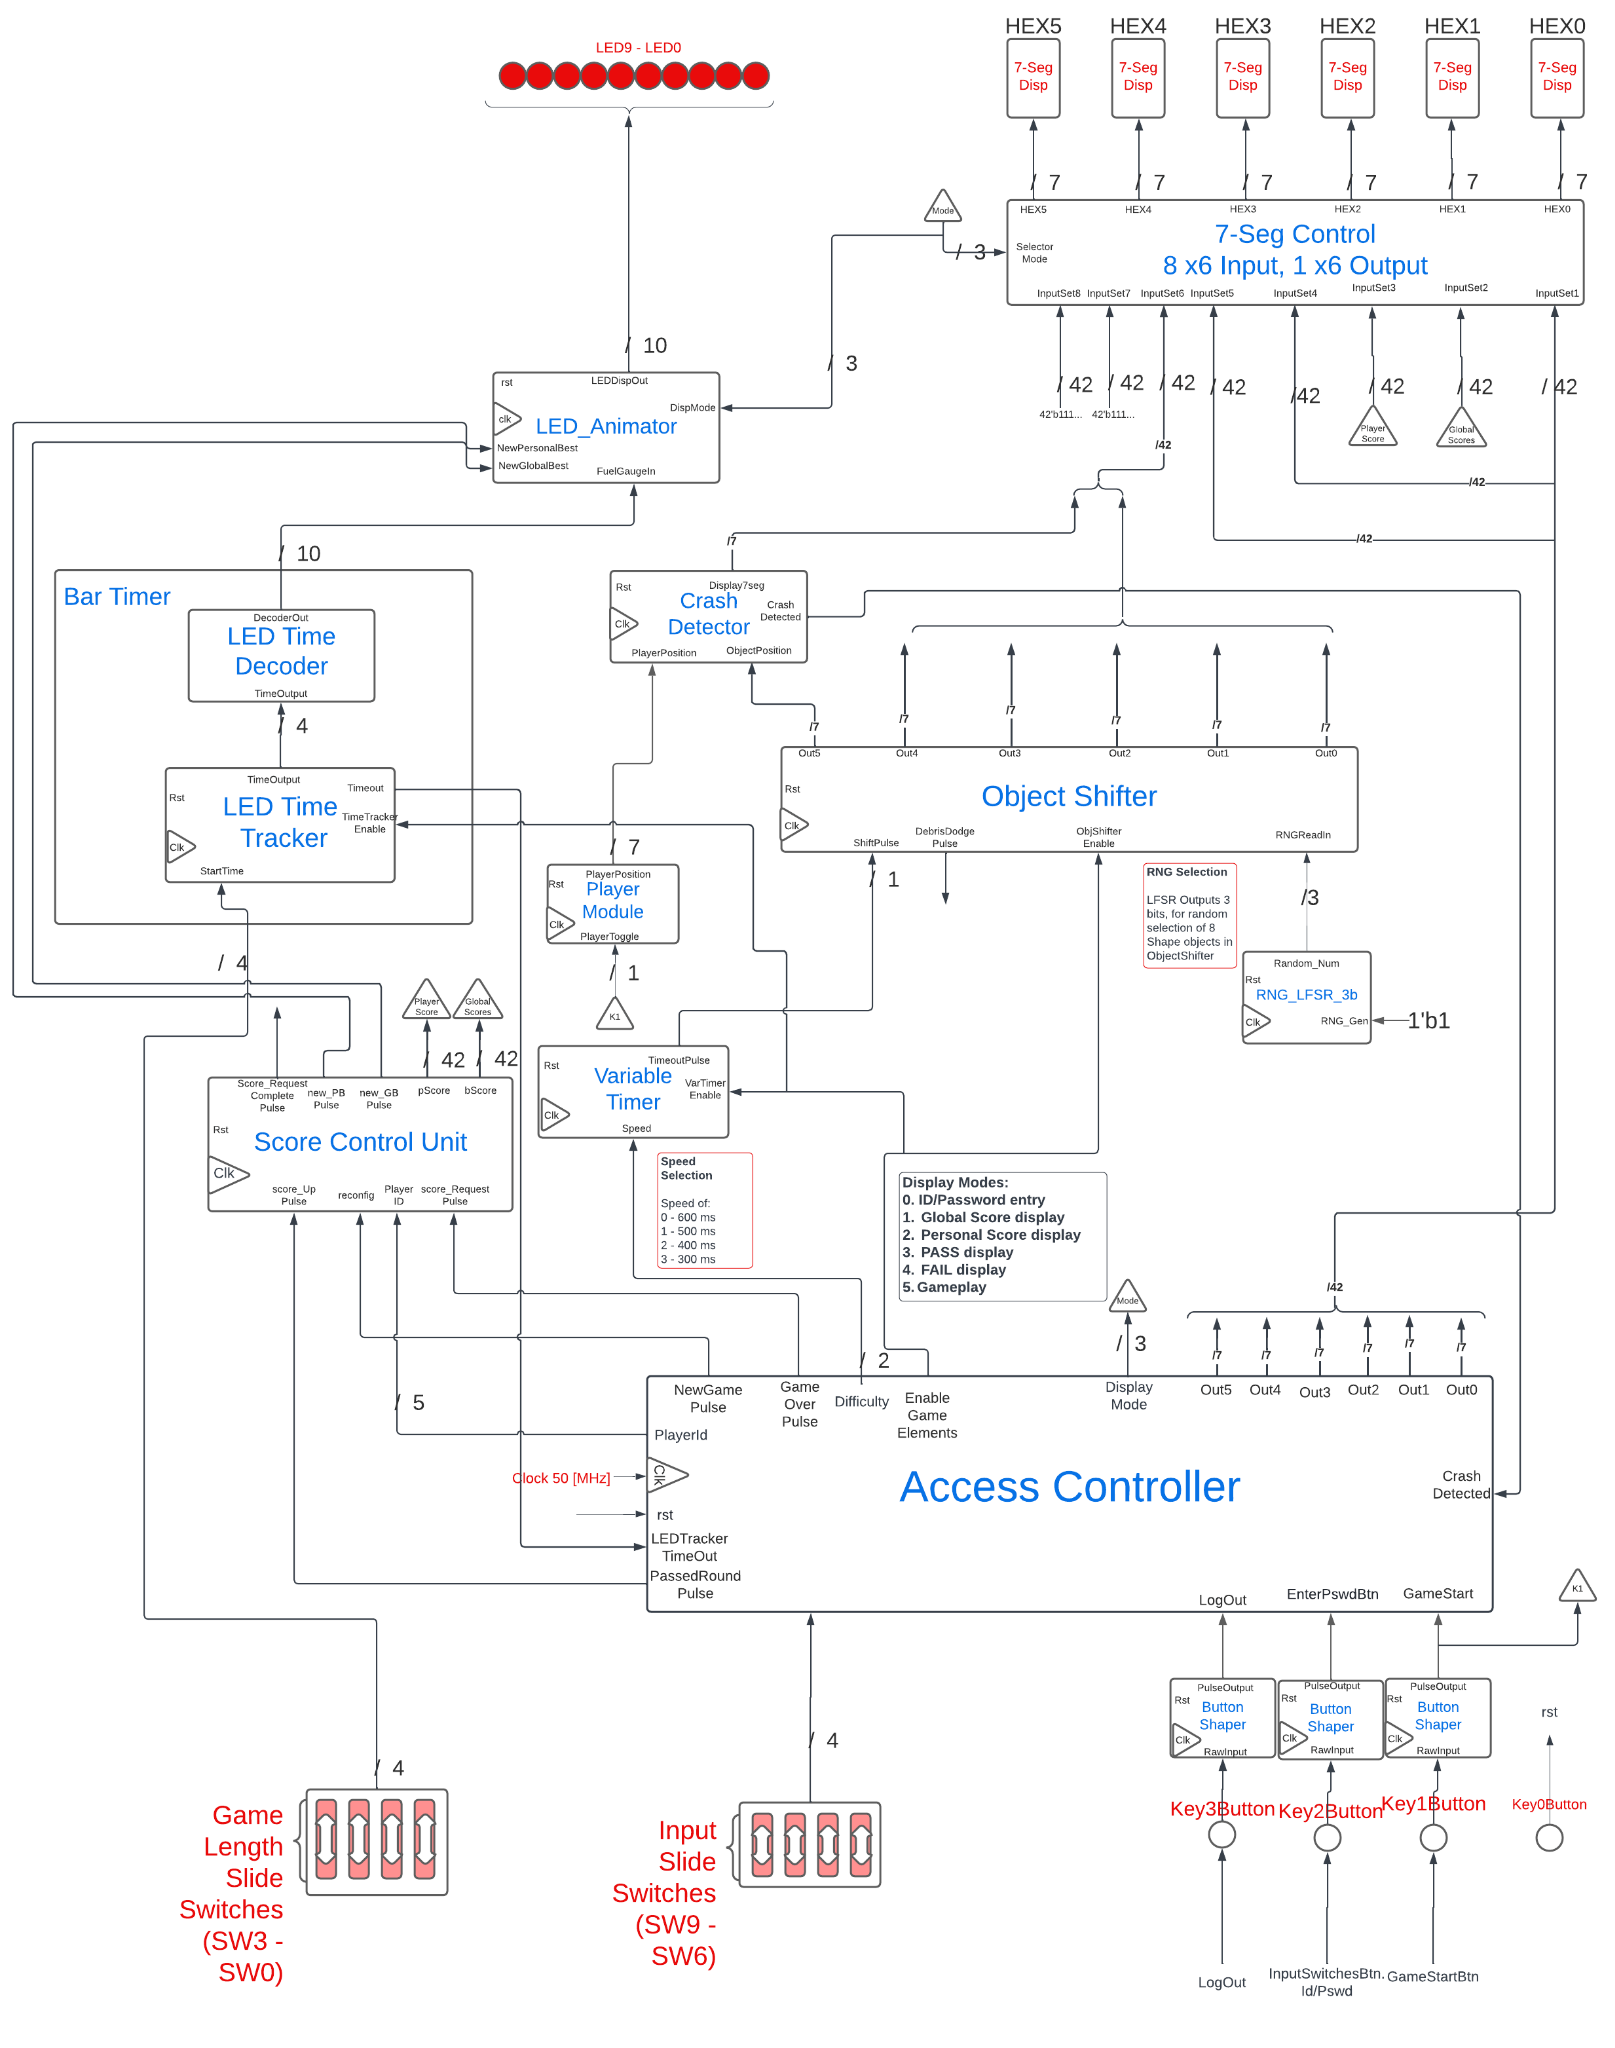 HEX5
HEX4
HEX3
HEX2
HEX1
HEX0
LED9 - LED0
7-Seg
Disp
7-Seg
Disp
7-Seg
Disp
7-Seg
Disp
7-Seg
Disp
7-Seg
Disp
/ 7
/ 7
/ 7
/ 7
/ 7
/ 7
Mode
HEX5
HEX4
HEX3
HEX2
HEX1
HEX0
Selector
Mode
7-Seg Control
8 x6 Input, 1 x6 Output
/ 3
InputSet8
InputSet7
InputSet6
InputSet5
InputSet4
InputSet3
InputSet2
InputSet1
/ 10
/ 3
/ 42
/ 42
/ 42
/ 42
/42
/ 42
/ 42
/ 42
42'b111...
42'b111...
Player
Score
Global
Scores
rst
LEDDispOut
clk
DispMode
LED_Animator
NewPersonalBest
NewGlobalBest
FuelGaugeIn
/42
/42
/42
/ 10
/7
Bar Timer
DecoderOut
LED Time
Decoder
TimeOutput
/ 4
Rst
Display7seg
Crash
Detector
Crash
Detected
Clk
PlayerPosition
ObjectPosition
/7
/7
/7
/7
/7
/7
Out5
Out4
Out3
Out2
Out1
Out0
Rst
Object Shifter
Clk
ShiftPulse
DebrisDodge
Pulse
ObjShifter
Enable
RNGReadIn
TimeOutput
Rst
Timeout
LED Time
Tracker
TimeTracker
Enable
Clk
StartTime
/ 7
/ 1
PlayerPosition
Rst
Player
Module
Clk
PlayerToggle
/ 1
K1
RNG Selection
LFSR Outputs 3
bits, for random
selection of 8
Shape objects in
ObjectShifter
/3
Random_Num
Rst
RNG_LFSR_3b
Clk
RNG_Gen
1'b1
/ 4
Player
Score
Global
Scores
/ 42
/ 42
Score_Request
Complete
Pulse
new_PB
Pulse
new_GB
Pulse
pScore
bScore
Rst
Score Control Unit
Clk
score_Up
Pulse
reconfig
Player
ID
score_Request
Pulse
TimeoutPulse
Rst
Variable
Timer
VarTimer
Enable
Clk
Speed
Speed
Selection
Speed of:
0 - 600 ms
1 - 500 ms
2 - 400 ms
3 - 300 ms
Display Modes:
0. ID/Password entry
1. Global Score display
2. Personal Score display
3. PASS display
4. FAIL display
5. Gameplay
Mode
/42
/ 2
/ 3
/7
/7
/7
/7
/7
/7
/ 5
NewGame
Pulse
Game
Over
Pulse
Difficulty
Enable
Game
Elements
Display
Mode
Out5
Out4
Out3
Out2
Out1
Out0
PlayerId
Clock 50 [MHz]
Clk
Access Controller
Crash
Detected
rst
LEDTracker
TimeOut
PassedRound
Pulse
LogOut
EnterPswdBtn
GameStart
K1
PulseOutput
Rst
Button
Shaper
Clk
RawInput
PulseOutput
Rst
Button
Shaper
Clk
RawInput
PulseOutput
Rst
Button
Shaper
Clk
RawInput
rst
/ 4
/ 4
Key3Button
Key2Button
Key1Button
Key0Button
Game
Length
Slide
Switches
(SW3 -
SW0)
Input
Slide
Switches
(SW9 -
SW6)
LogOut
InputSwitchesBtn.
Id/Pswd
GameStartBtn